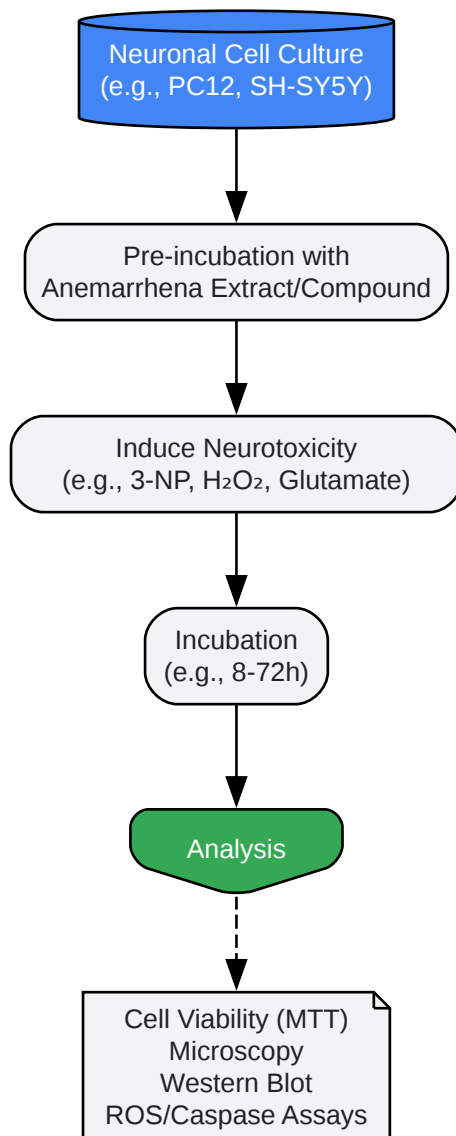 Neuronal Cell Culture
(e.g., PC12, SH-SY5Y)
Pre-incubation with
Anemarrhena Extract/Compound
Induce Neurotoxicity
(e.g., 3-NP, H₂O₂, Glutamate)
Incubation
(e.g., 8-72h)
Analysis
Cell Viability (MTT)
Microscopy
Western Blot
ROS/Caspase Assays